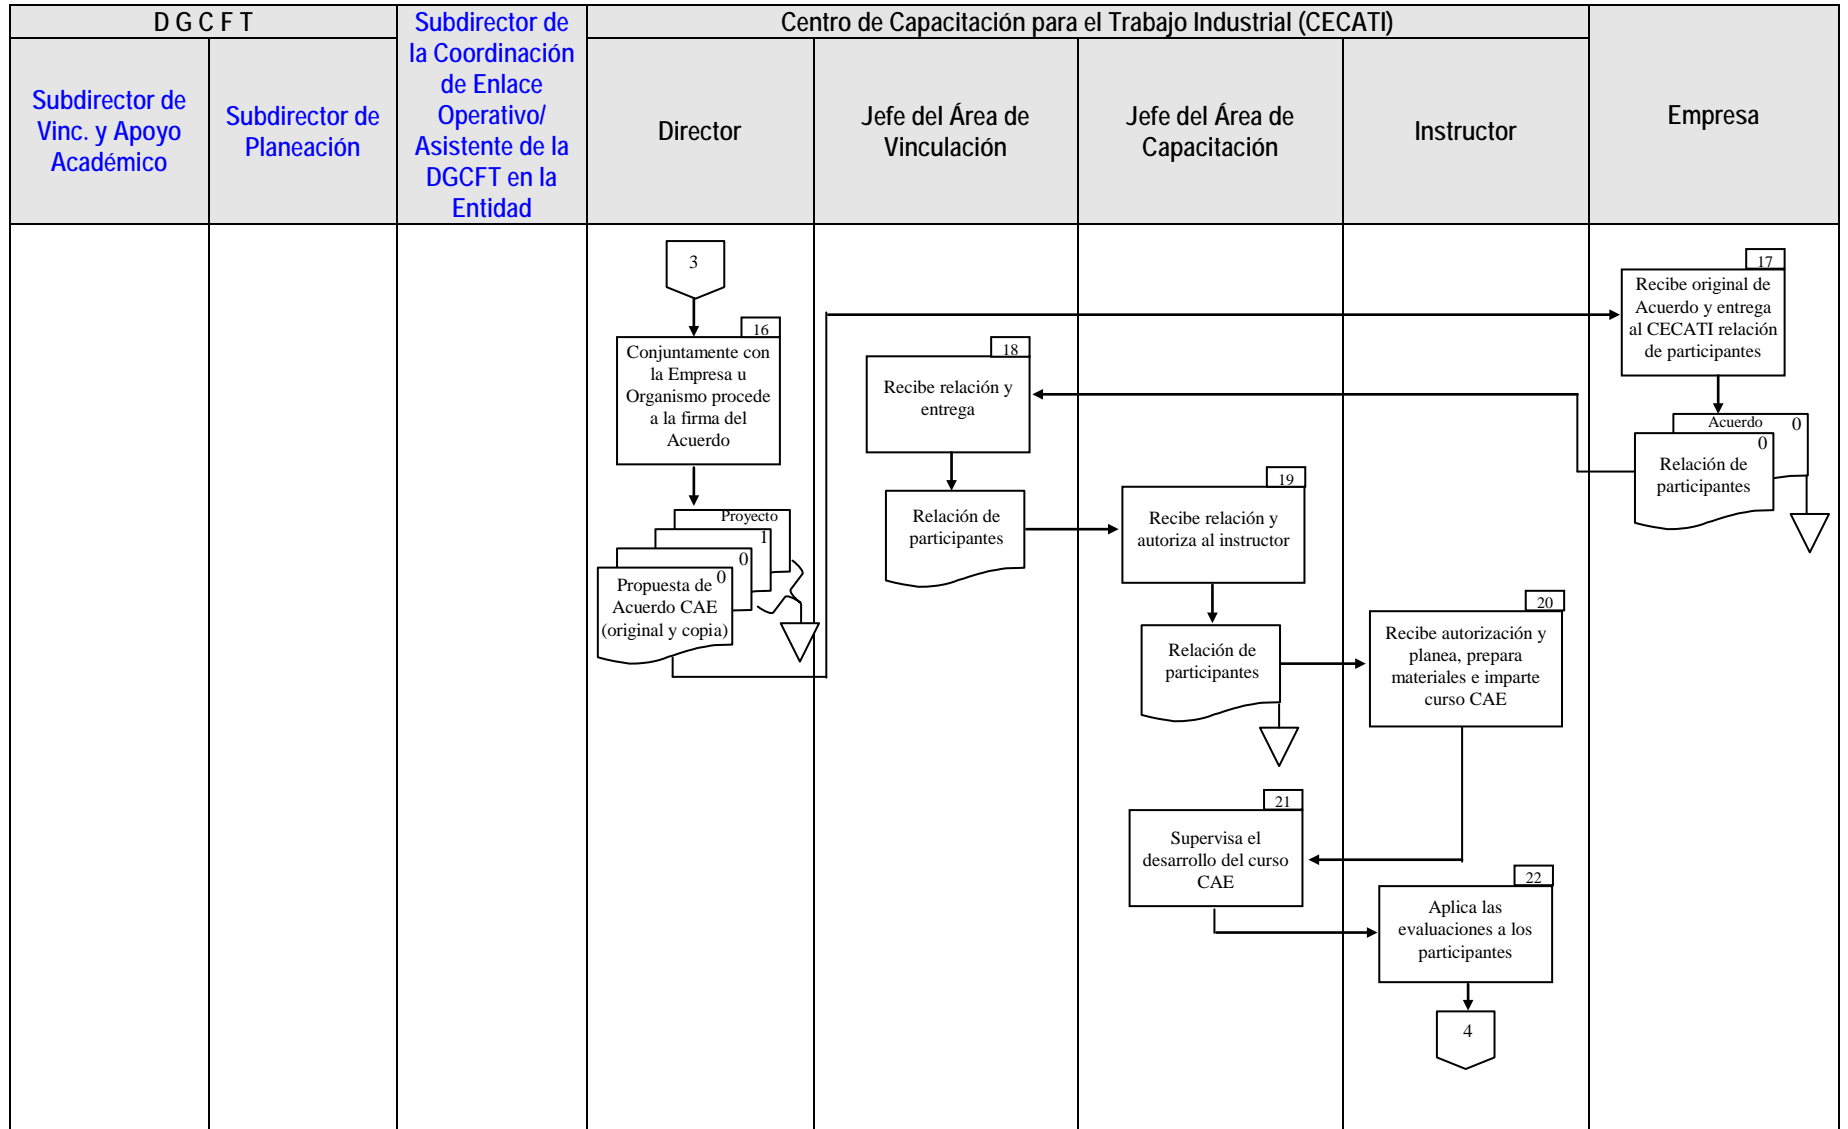 D G C F T
Subdirector de
la Coordinación
de Enlace
Operativo/
Asistente de la
DGCFT en la
Entidad
Centro de Capacitación para el Trabajo Industrial (CECATI)
Empresa
Subdirector de
Vinc. y Apoyo
Académico
Subdirector de
Planeación
Director
Jefe del Área de
Vinculación
Jefe del Área de
Capacitación
Instructor
3
16
Conjuntamente con
la Empresa u
Organismo procede
a la firma del
Acuerdo
Proyecto
1
0
0
Propuesta de
Acuerdo CAE
(original y copia)
17
Recibe original de
Acuerdo y entrega
al CECATI relación
de participantes
Acuerdo
0
0
Relación de
participantes
18
Recibe relación y
entrega
Relación de
participantes
19
Recibe relación y
autoriza al instructor
Relación de
participantes
20
Recibe autorización y
planea, prepara
materiales e imparte
curso CAE
21
Supervisa el
desarrollo del curso
CAE
22
Aplica las
evaluaciones a los
participantes
4